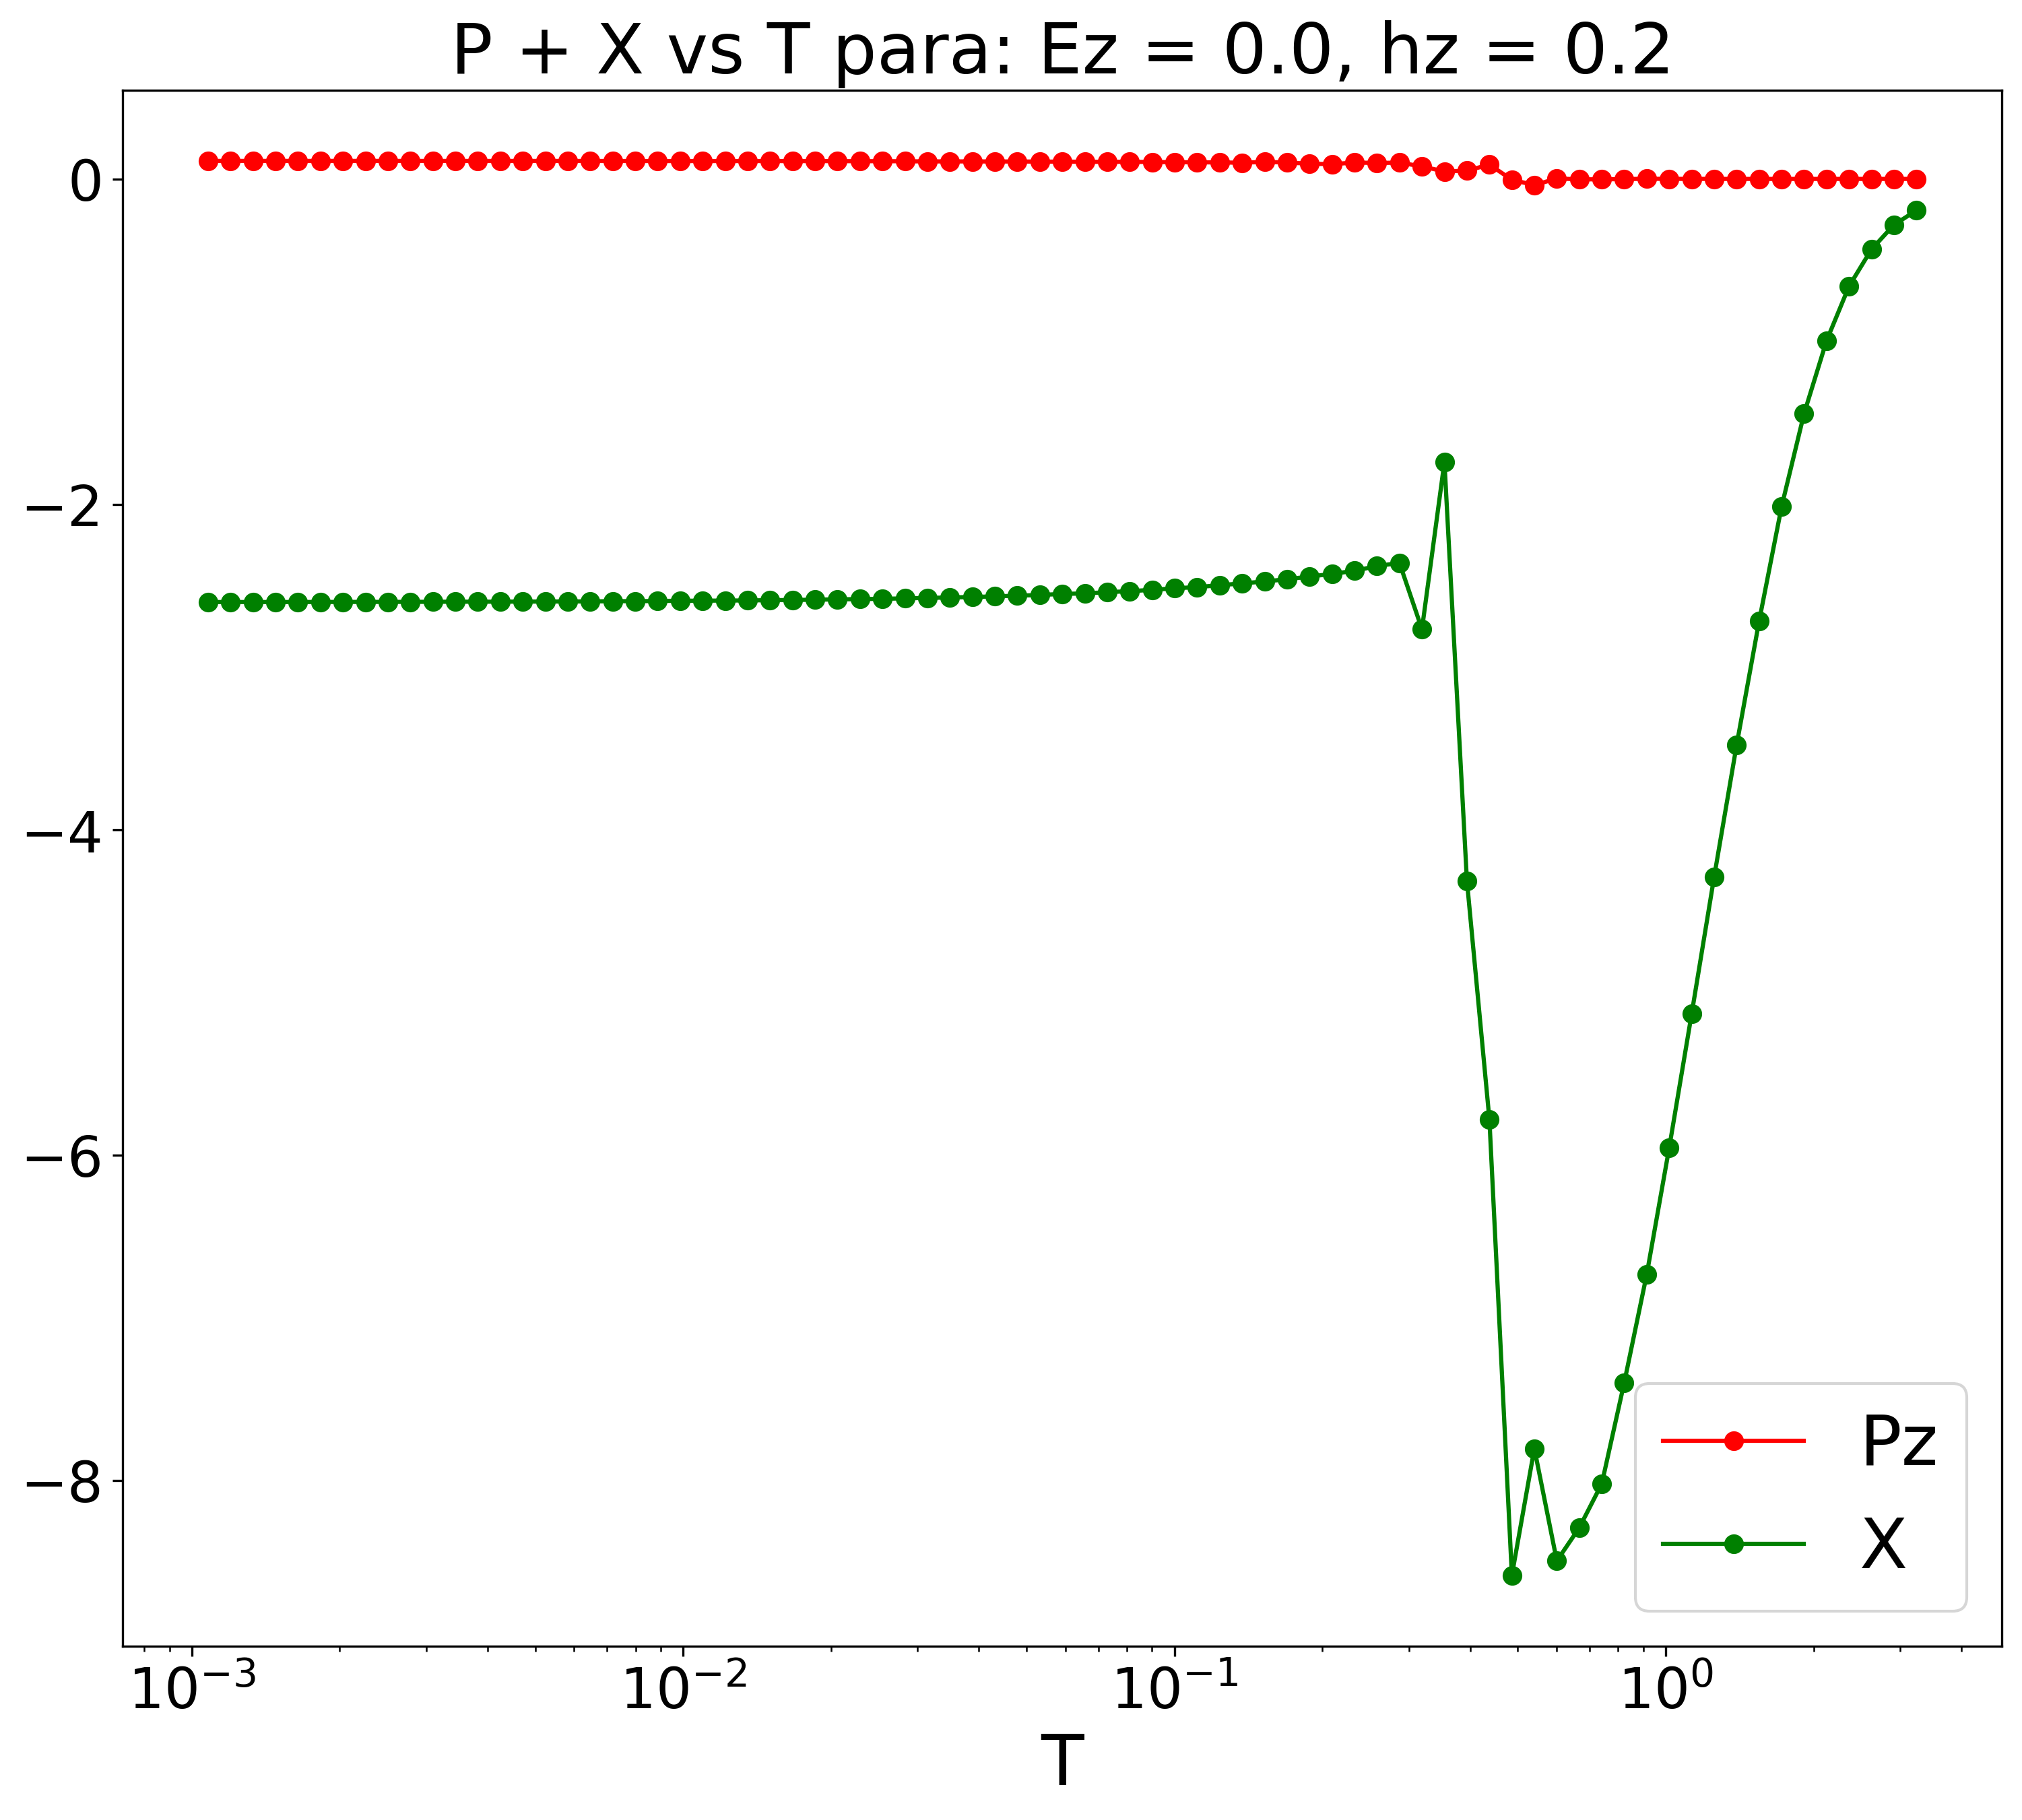 P + X vs T para: Ez = 0.0, hz = 0.2
0
−2
−4
−6
−8
Pz
X
10⁻³ 10⁻² 10⁻¹ 10⁰
T